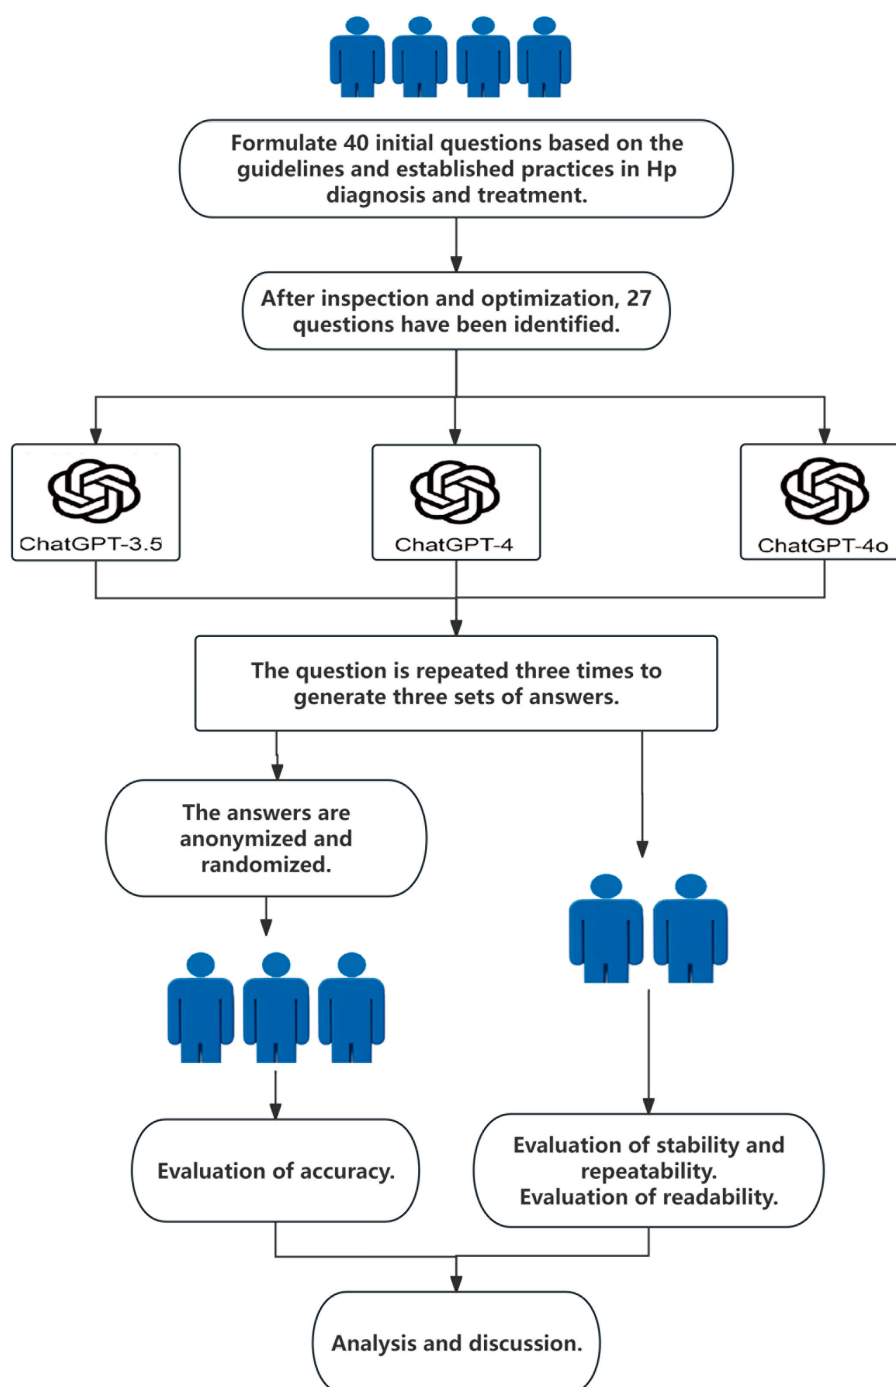 Formulate 40 initial questions based on the
guidelines and established practices in Hp
diagnosis and treatment.
After inspection and optimization, 27
questions have been identified.
ChatGPT-3.5
ChatGPT-4
ChatGPT-4o
The question is repeated three times to
generate three sets of answers.
The answers are
anonymized and
randomized.
Evaluation of accuracy.
Evaluation of stability and
repeatability.
Evaluation of readability.
Analysis and discussion.